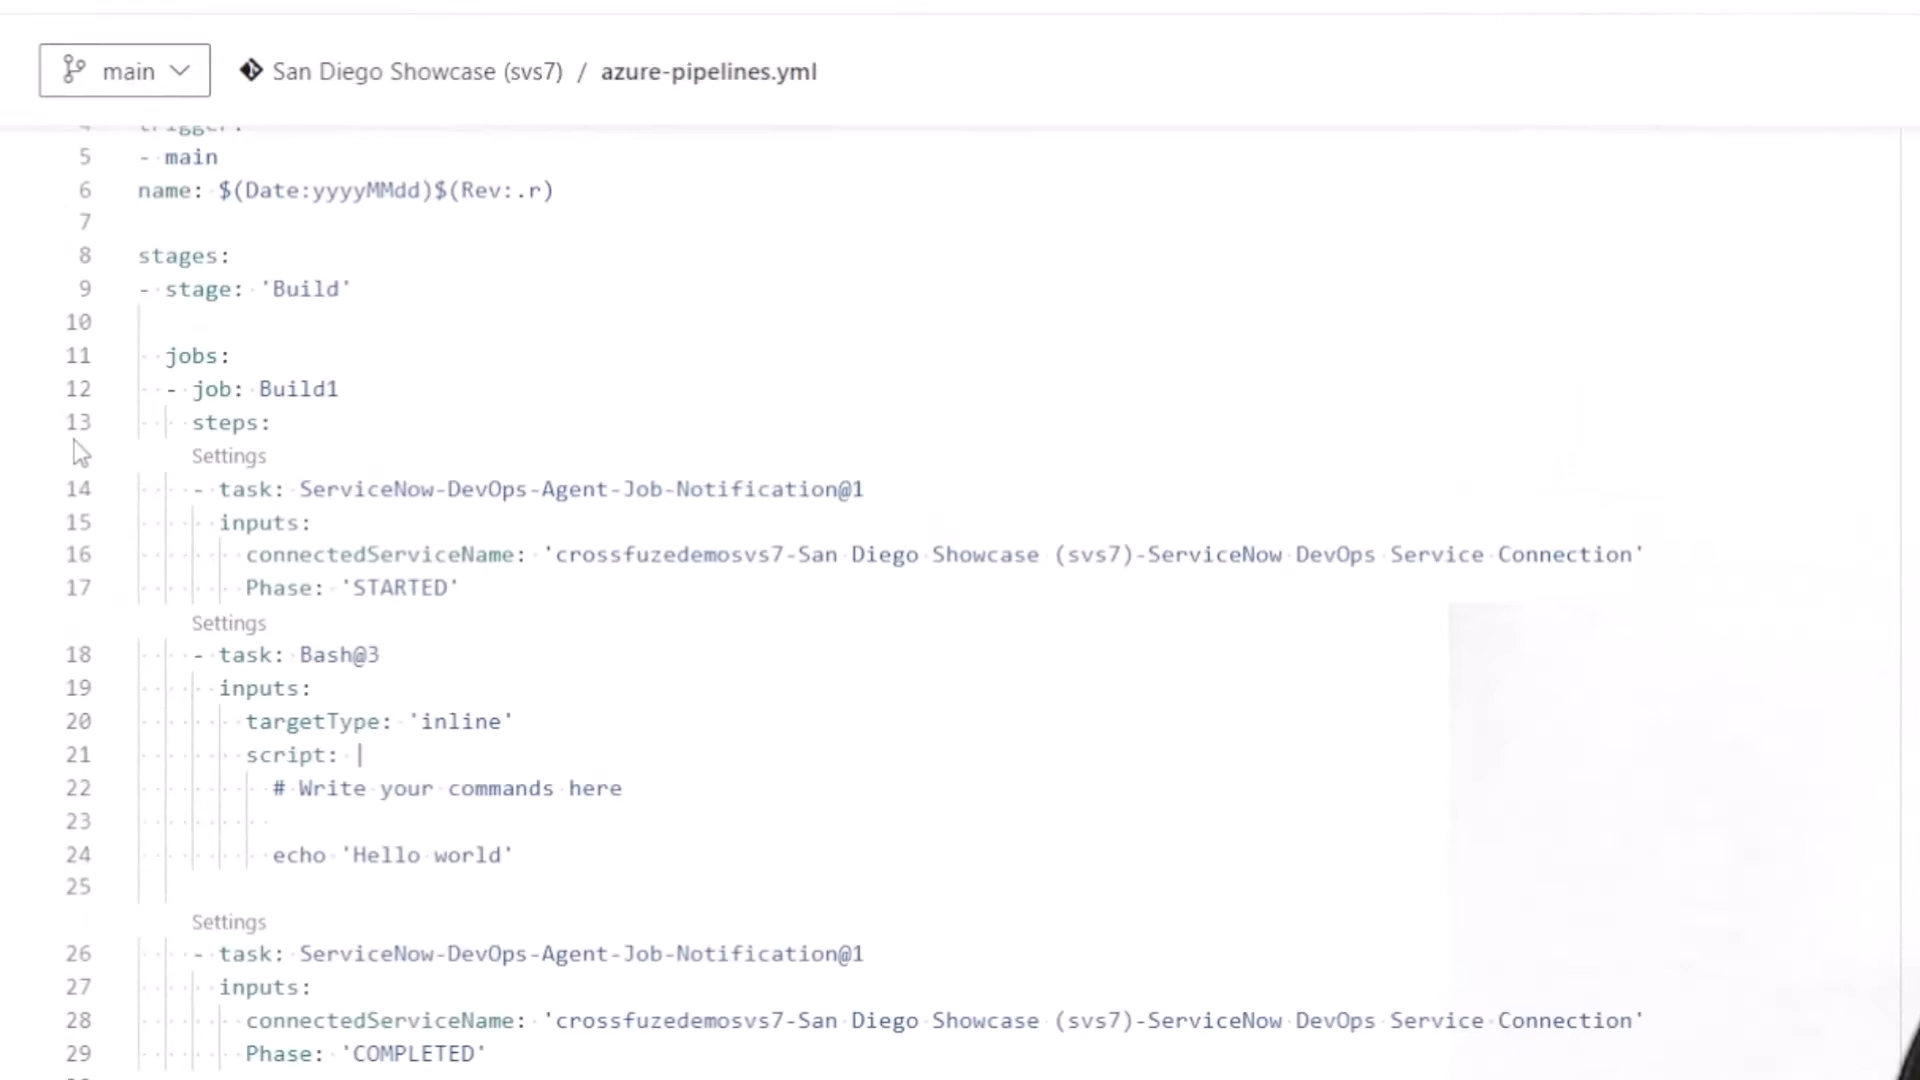 main San Diego Showcase (svs7) / azure-pipelines.yml
4 trigger:
5 - main
6 name: $(Date:yyyyMMdd)$(Rev:.r)
7
8 stages:
9 - stage: 'Build'
10
11 jobs:
12 - job: Build1
13 steps:
Settings
14 - task: ServiceNow-DevOps-Agent-Job-Notification@1
15 inputs:
16 connectedServiceName: 'crossfuzedemosvs7-San Diego Showcase (svs7)-ServiceNow DevOps Service Connection'
17 Phase: 'STARTED'
Settings
18 - task: Bash@3
19 inputs:
20 targetType: 'inline'
21 script: |
22 # Write your commands here
23
24 echo 'Hello world'
25
Settings
26 - task: ServiceNow-DevOps-Agent-Job-Notification@1
27 inputs:
28 connectedServiceName: 'crossfuzedemosvs7-San Diego Showcase (svs7)-ServiceNow DevOps Service Connection'
29 Phase: 'COMPLETED'